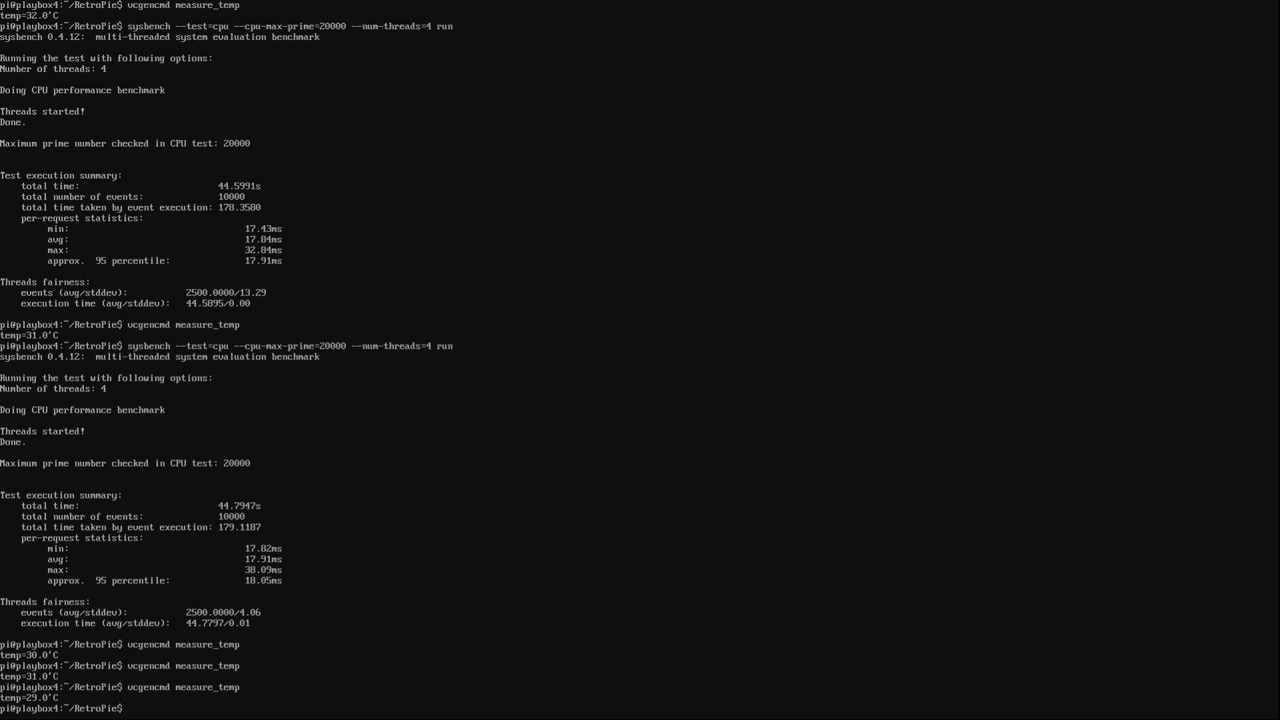 pi@playbox4:~/RetroPie$ vcgencmd measure_temp
temp=32.0'C
pi@playbox4:~/RetroPie$ sysbench --test=cpu --cpu-max-prime=20000 --num-threads=4 run
sysbench 0.4.12:  multi-threaded system evaluation benchmark

Running the test with following options:
Number of threads: 4

Doing CPU performance benchmark

Threads started!
Done.

Maximum prime number checked in CPU test: 20000


Test execution summary:
    total time:                          44.5991s
    total number of events:              10000
    total time taken by event execution: 178.3580
    per-request statistics:
         min:                                 17.43ms
         avg:                                 17.84ms
         max:                                 32.84ms
         approx.  95 percentile:              17.91ms

Threads fairness:
    events (avg/stddev):           2500.0000/13.29
    execution time (avg/stddev):   44.5895/0.00

pi@playbox4:~/RetroPie$ vcgencmd measure_temp
temp=31.0'C
pi@playbox4:~/RetroPie$ sysbench --test=cpu --cpu-max-prime=20000 --num-threads=4 run
sysbench 0.4.12:  multi-threaded system evaluation benchmark

Running the test with following options:
Number of threads: 4

Doing CPU performance benchmark

Threads started!
Done.

Maximum prime number checked in CPU test: 20000


Test execution summary:
    total time:                          44.7947s
    total number of events:              10000
    total time taken by event execution: 179.1187
    per-request statistics:
         min:                                 17.82ms
         avg:                                 17.91ms
         max:                                 38.09ms
         approx.  95 percentile:              18.05ms

Threads fairness:
    events (avg/stddev):           2500.0000/4.06
    execution time (avg/stddev):   44.7797/0.01

pi@playbox4:~/RetroPie$ vcgencmd measure_temp
temp=30.0'C
pi@playbox4:~/RetroPie$ vcgencmd measure_temp
temp=31.0'C
pi@playbox4:~/RetroPie$ vcgencmd measure_temp
temp=29.0'C
pi@playbox4:~/RetroPie$